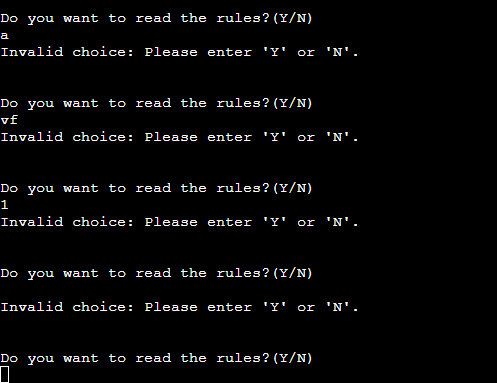 Do you want to read the rules?(Y/N)
a
Invalid choice: Please enter 'Y' or 'N'.
Do you want to read the rules?(Y/N)
vf
Invalid choice: Please enter 'Y' or 'N'.
Do you want to read the rules?(Y/N)
1
Invalid choice: Please enter 'Y' or 'N'.
Do you want to read the rules?(Y/N)
Invalid choice: Please enter 'Y' or 'N'.
Do you want to read the rules?(Y/N)